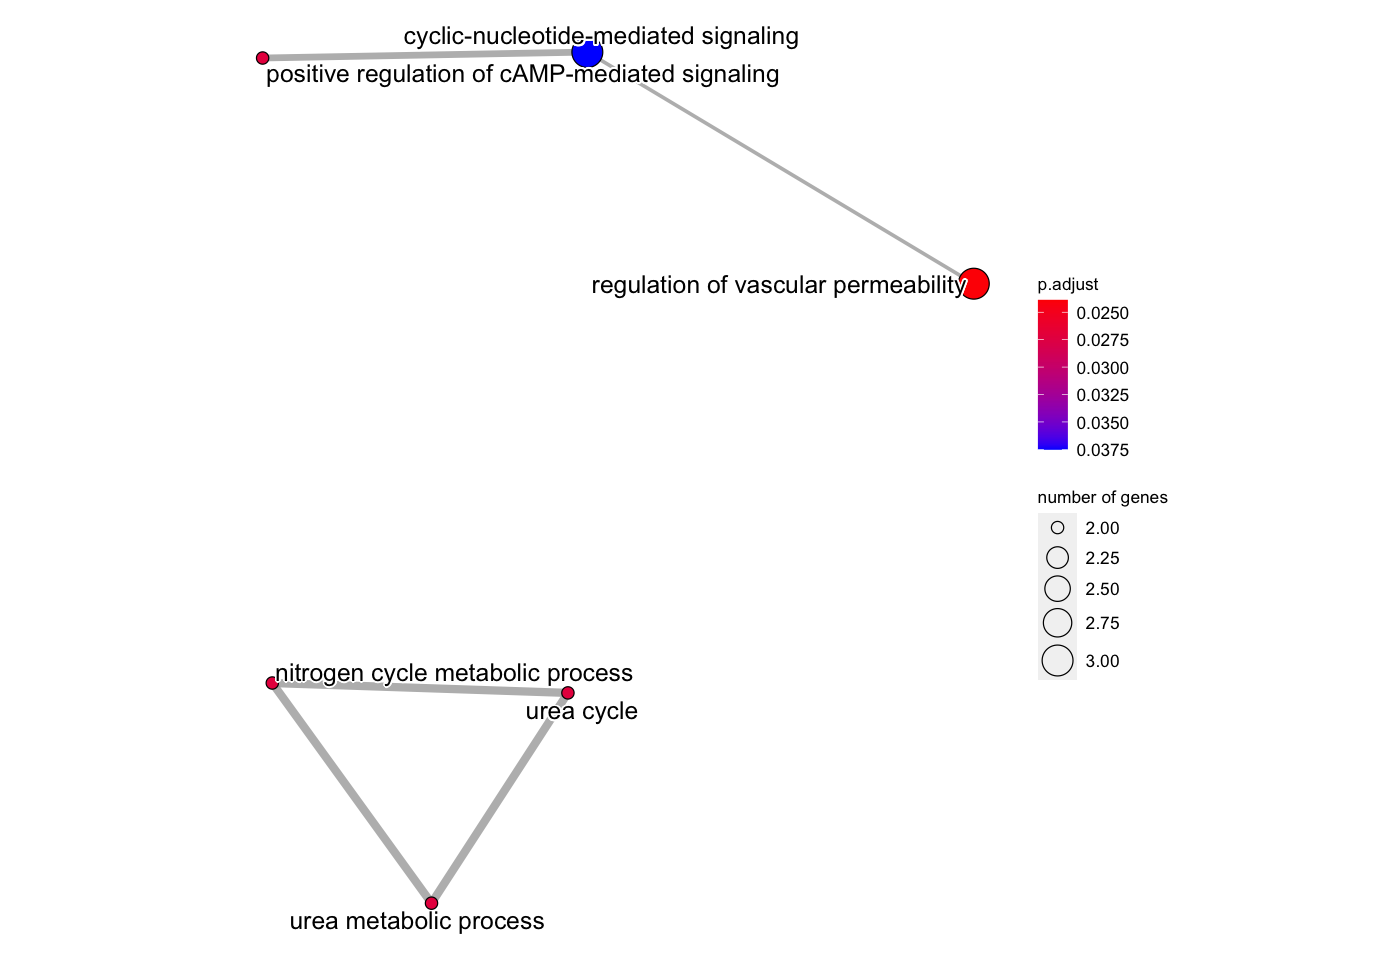 cyclic-nucleotide-mediated signaling
positive regulation of cAMP-mediated signaling
regulation of vascular permeability
p.adjust
0.0250
0.0275
0.0300
0.0325
0.0350
0.0375
number of genes
2.00
2.25
2.50
2.75
3.00
nitrogen cycle metabolic process
urea cycle
urea metabolic process